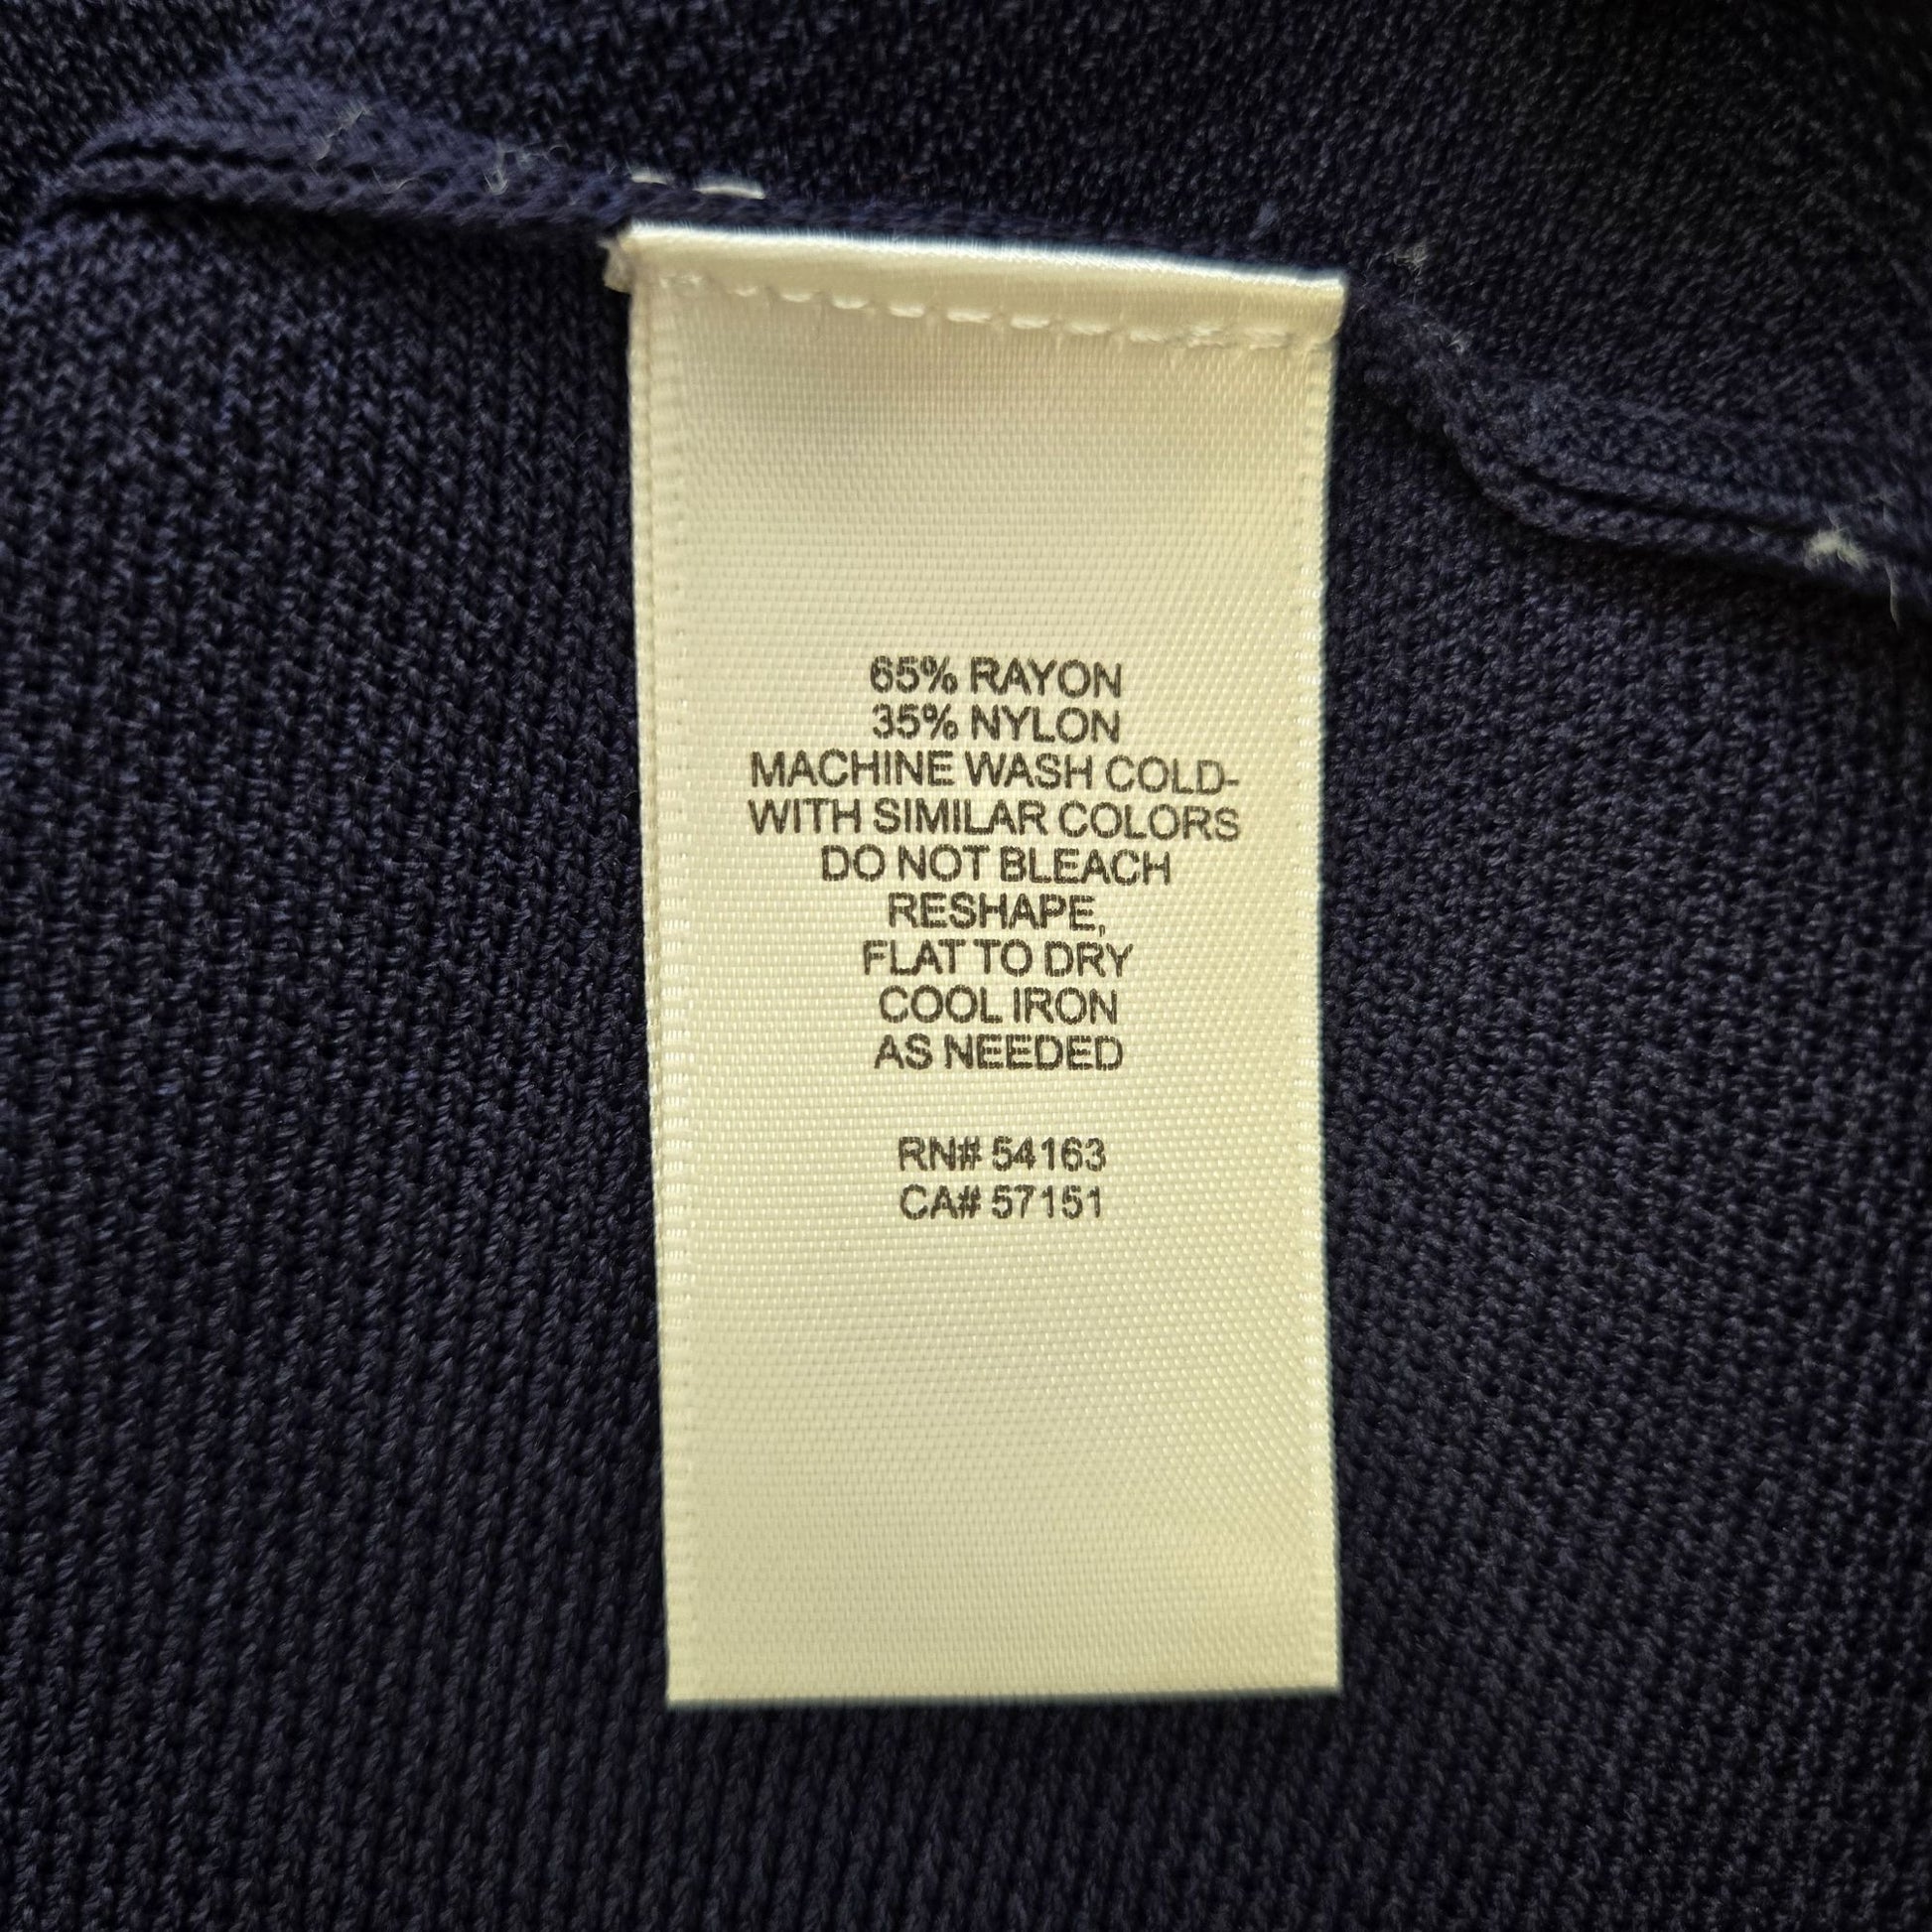 65% RAYON
35% NYLON
MACHINE WASH COLD-
WITH SIMILAR COLORS
DO NOT BLEACH
RESHAPE,
FLAT TO DRY
COOL IRON
AS NEEDED
RN# 54163
CA# 57151